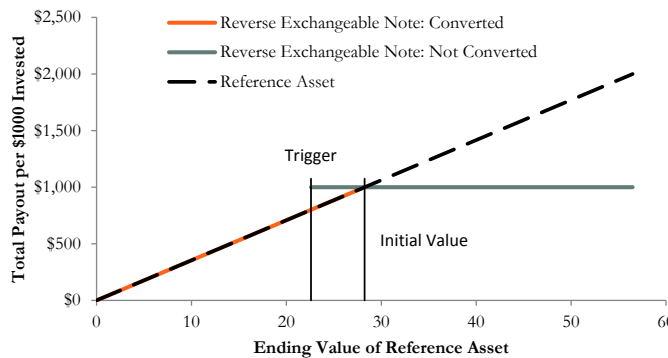 $2,500
Reverse Exchangeable Note: Converted
Reverse Exchangeable Note: Not Converted
$2,000
Reference Asset
$1,500
Trigger
$1,000
Initial Value
$500
$0
Total Payout per $1000 Invested
0
10
20
30
40
50
60
Ending Value of Reference Asset